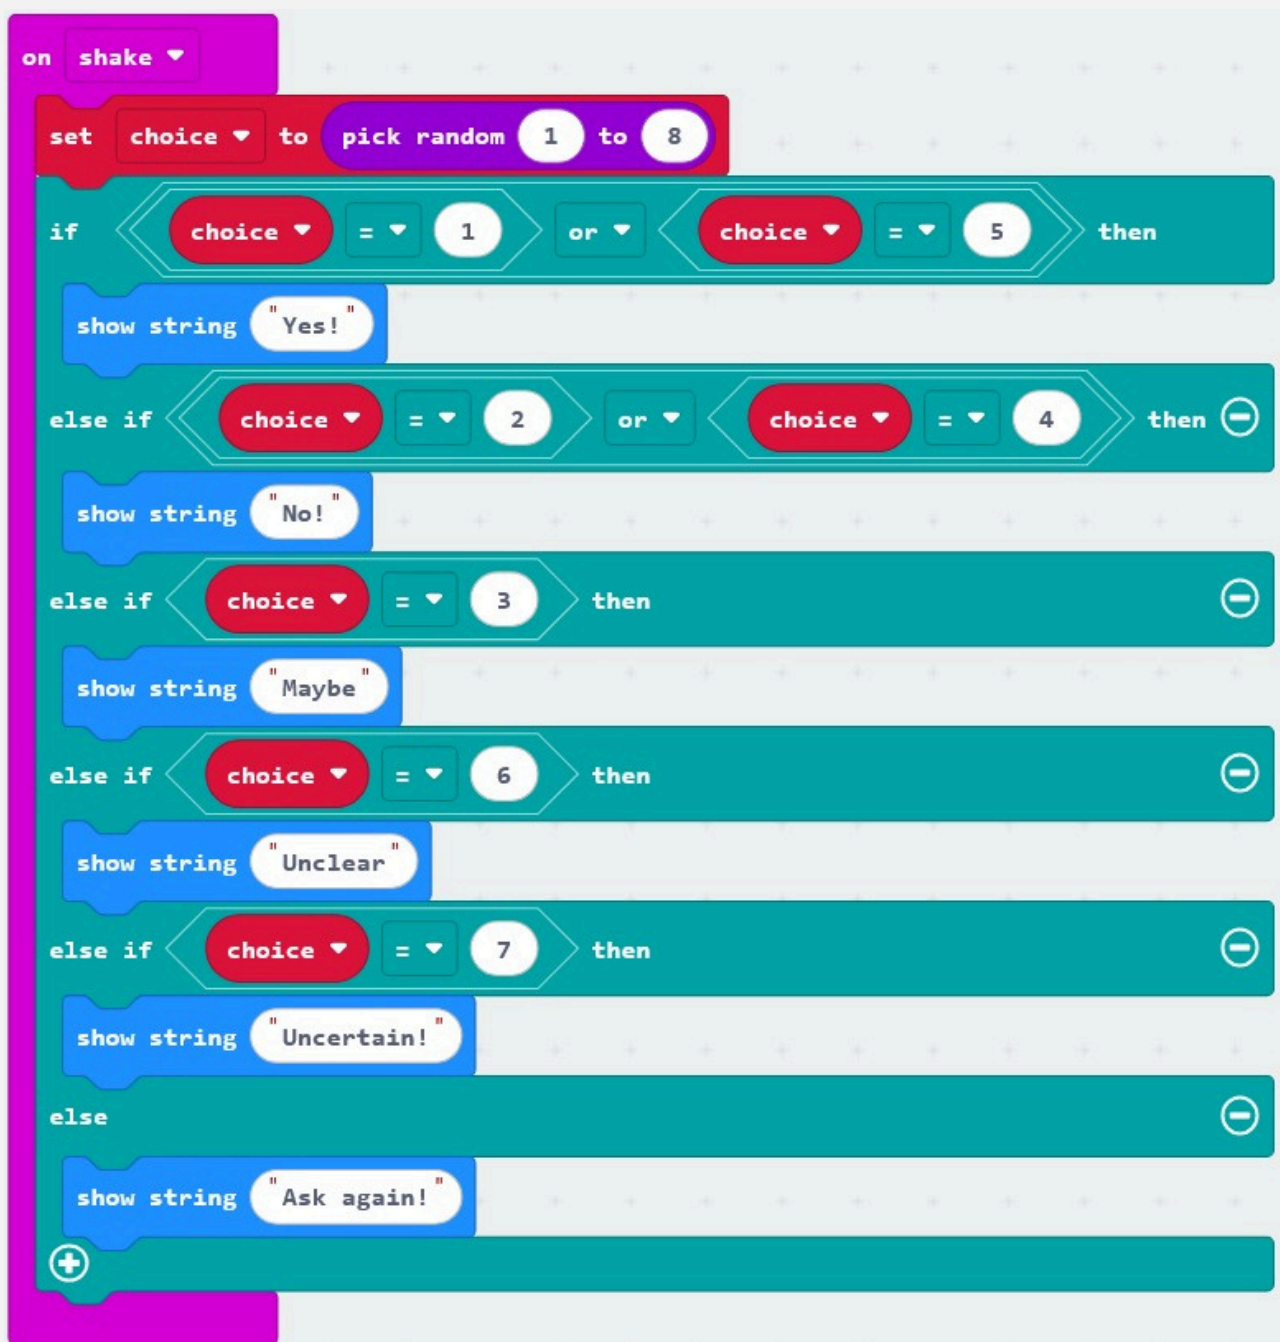 on shake
set choice to pick random 1 to 8
if choice = 1 or choice = 5 then
show string "Yes!"
else if choice = 2 or choice = 4 then
show string "No!"
else if choice = 3 then
show string "Maybe"
else if choice = 6 then
show string "Unclear"
else if choice = 7 then
show string "Uncertain!"
else
show string "Ask again!"